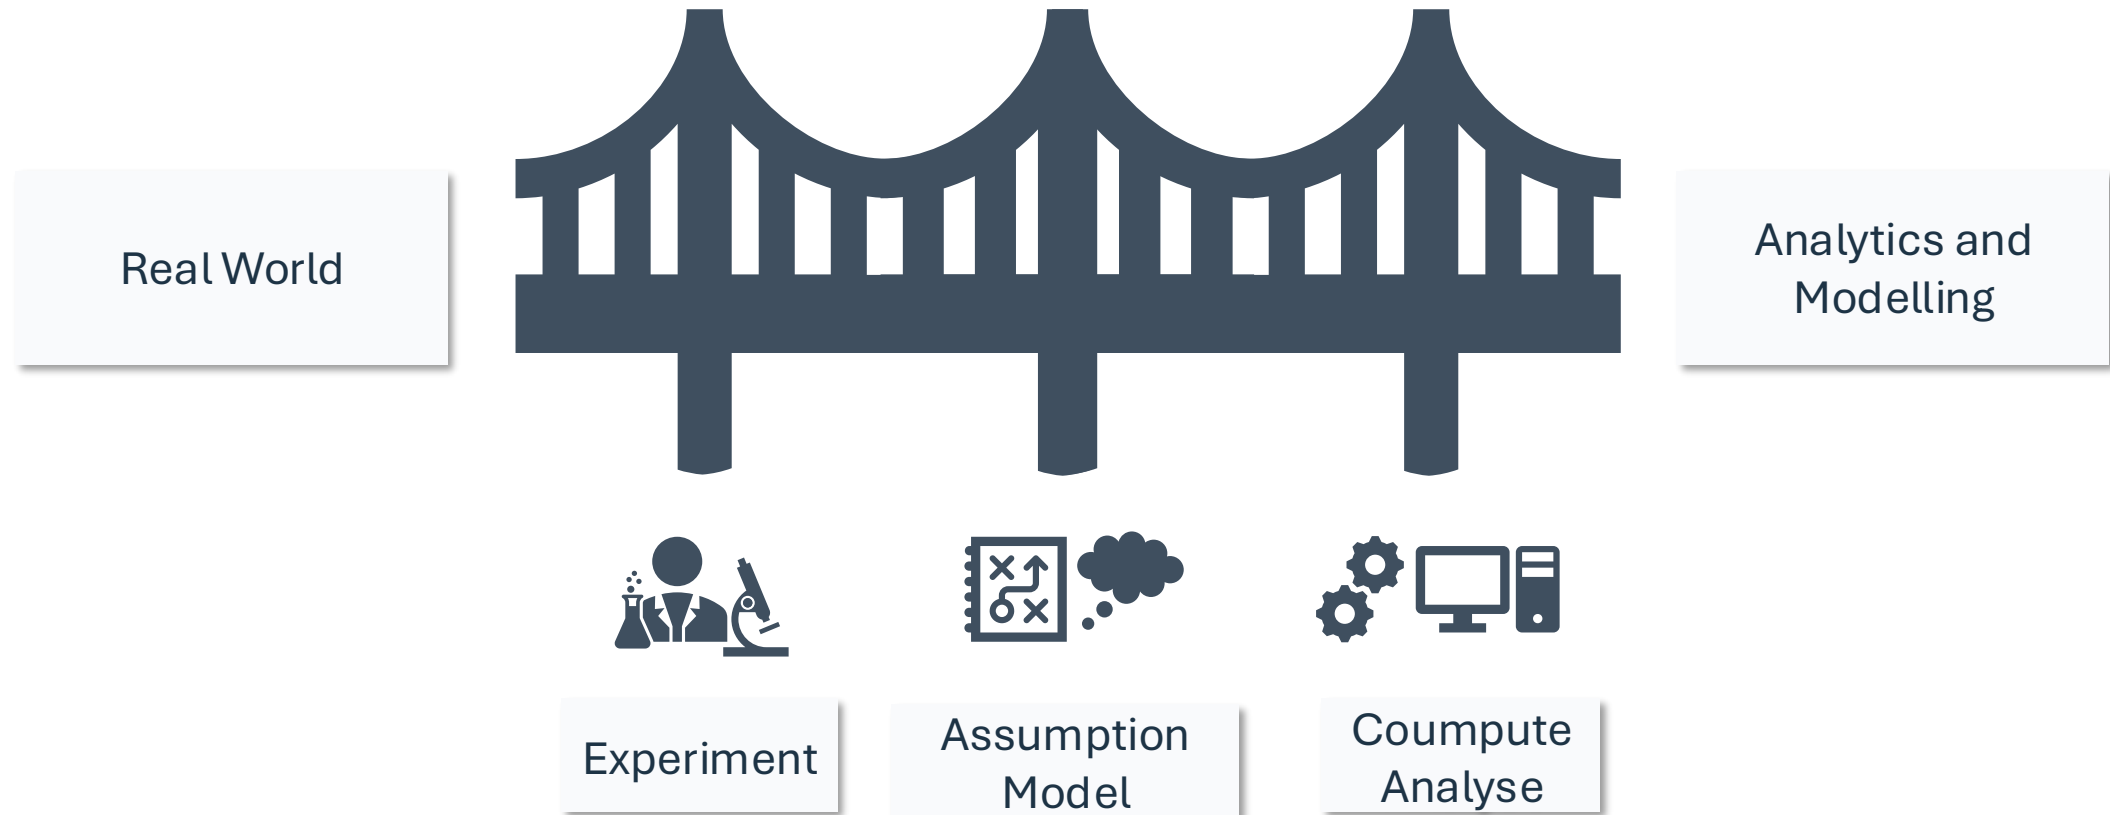 Real World
Analytics and
Modelling
Experiment
Assumption
Model
Coumpute
Analyse